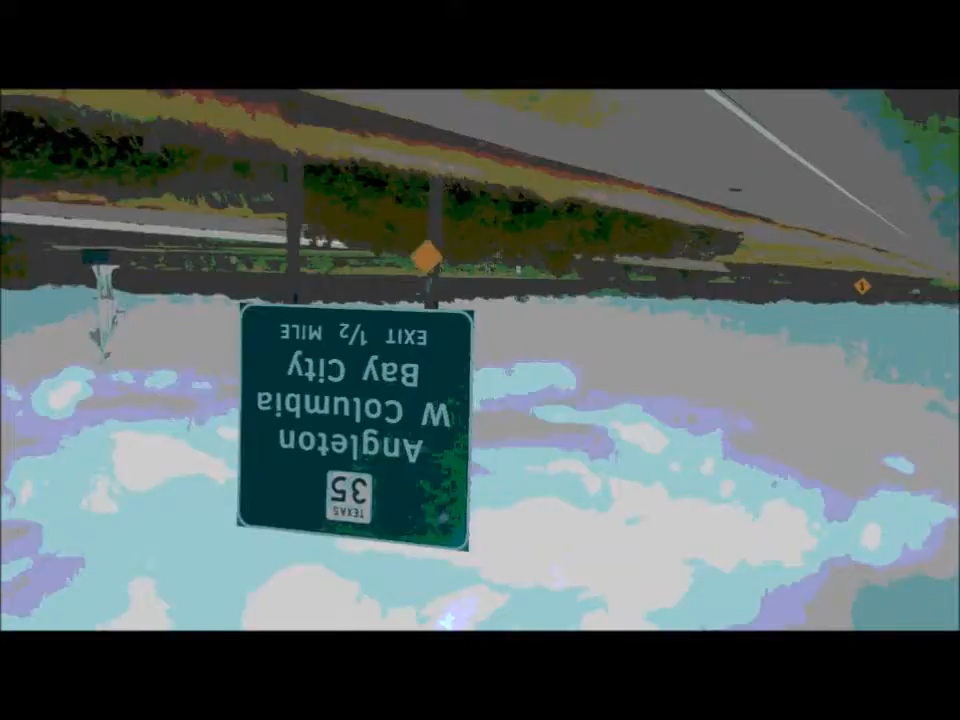 TEXAS
35
Angleton
W Columbia
Bay City
EXIT 1/2 MILE